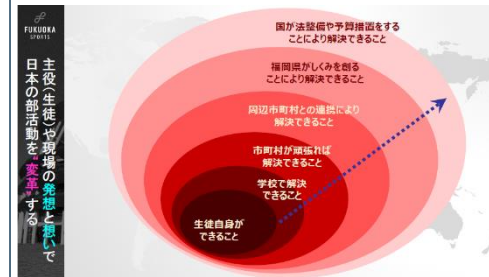 FUKUOKA
SPORTS
主役(生徒)や現場の発想と想いで
日本の部活動を“変革”する
国が法整備や予算措置をする
ことにより解決できること
福岡県がしくみを創る
ことにより解決できること
周辺市町村との連携により
解決できること
市町村が頑張れば
解決できること
学校で解決
できること
生徒自身が
できること